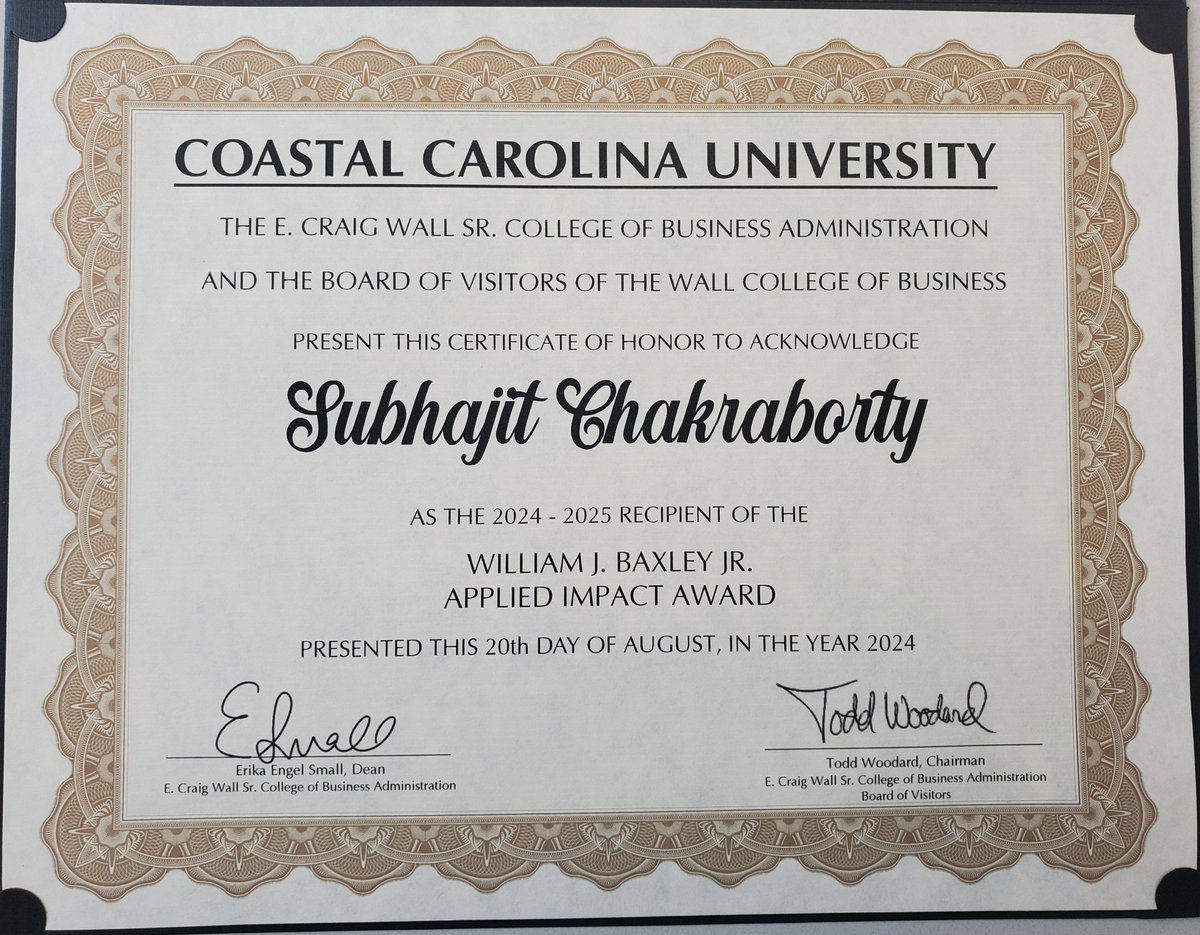 COASTAL CAROLINA UNIVERSITY
THE E. CRAIG WALL SR. COLLEGE OF BUSINESS ADMINISTRATION
AND THE BOARD OF VISITORS OF THE WALL COLLEGE OF BUSINESS
PRESENT THIS CERTIFICATE OF HONOR TO ACKNOWLEDGE
Subhajit Chakraborty
AS THE 2024 - 2025 RECIPIENT OF THE
WILLIAM J. BAXLEY JR.
APPLIED IMPACT AWARD
PRESENTED THIS 20th DAY OF AUGUST, IN THE YEAR 2024
Erika Engel Small, Dean
E. Craig Wall Sr. College of Business Administration
Todd Woodard
Todd Woodard, Chairman
E. Craig Wall Sr. College of Business Administration
Board of Visitors